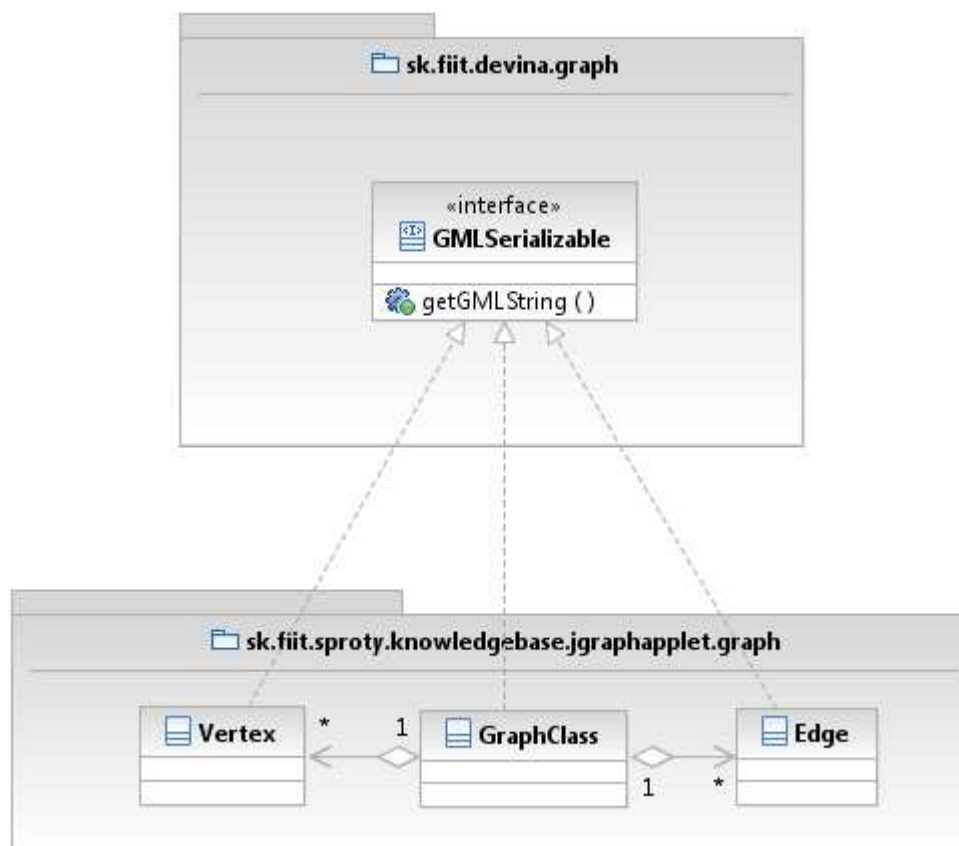 sk.fiit.devina.graph
«interface»
GMLSerializable
getGMLString ( )
sk.fiit.sproty.knowledgebase.jgraphapplet.graph
Vertex
*
1
GraphClass
1
*
Edge